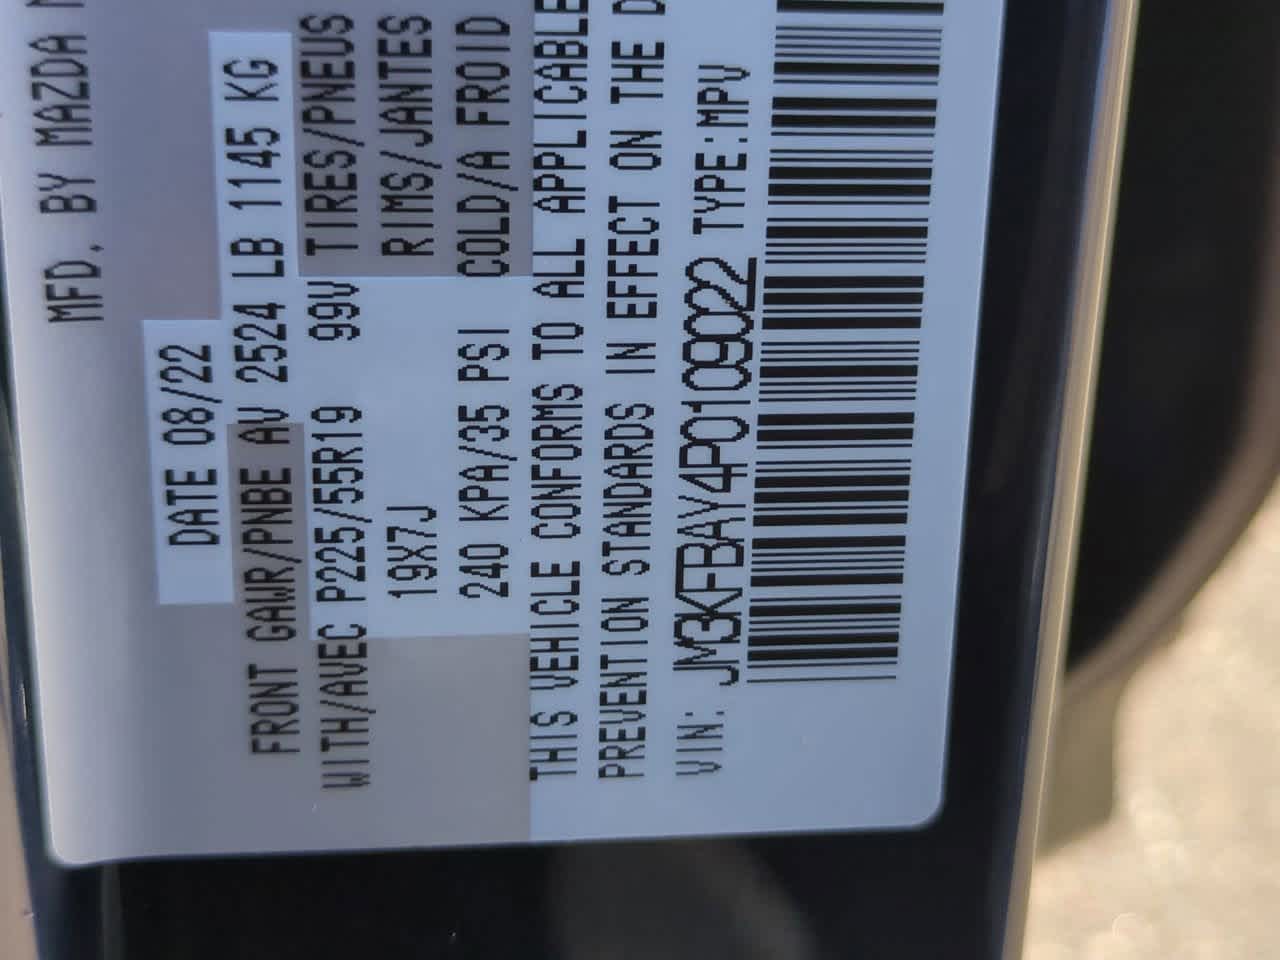 MFD. BY MAZDA
DATE 08/22
FRONT GAWR/PNBE AV 2524 LB 1145 KG
WITH/AVEC P225/55R19 99V TIRES/PNEUS
19X7J RIMS/JANTES
240 KPA/35 PSI COLD/A FROID
THIS VEHICLE CONFORMS TO ALL APPLICABLE
PREVENTION STANDARDS IN EFFECT ON THE D
VIN: JM3KFBAY4P0109022 TYPE:MPV